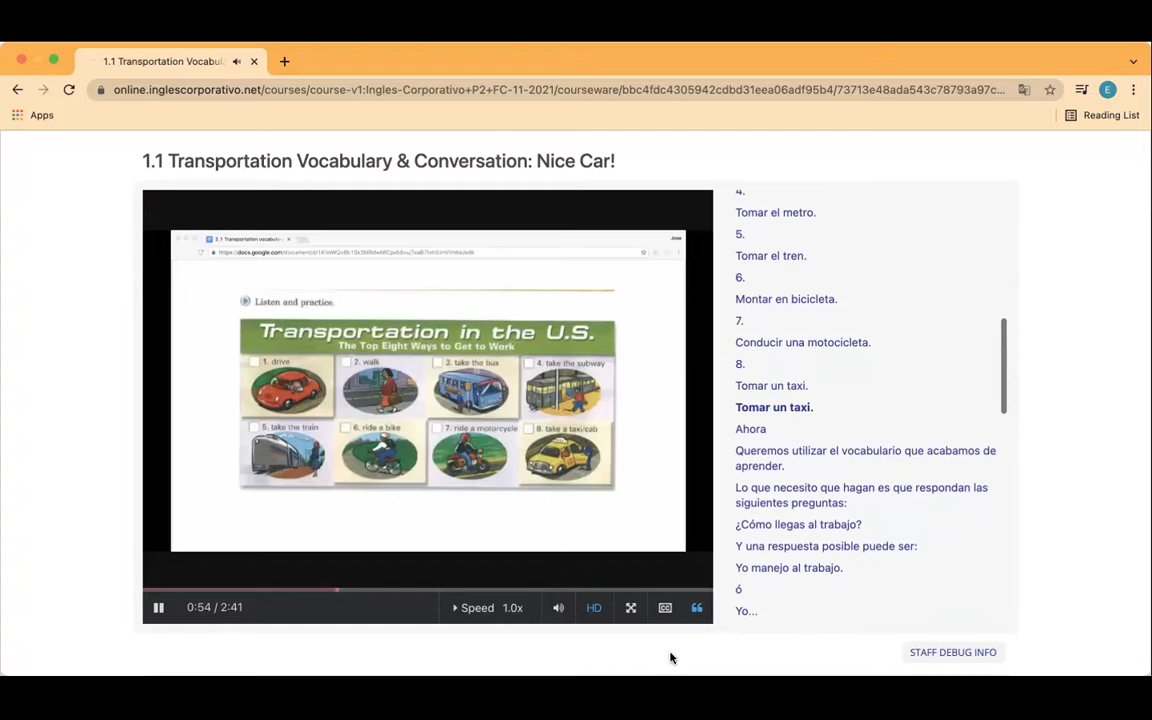 1.1 Transportation Vocabul
Apps
online.inglescorporativo.net/courses/course-v1:Ingles-Corporativo+P2+FC-11-2021/courseware/bbc4fdc4305942cdbd31eea06adf95b4/73713e48ada543c78793a97c...
E
Reading List
1.1 Transportation Vocabulary & Conversation: Nice Car!
Listen and practice.
Transportation in the U.S.
The Top Eight Ways to Get to Work
1. drive
2. walk
3. take the bus
4. take the subway
5. take the train
6. ride a bike
7. ride a motorcycle
8. take a taxi/cab
0:54 / 2:41
Speed 1.0x
HD
4.
Tomar el metro.
5.
Tomar el tren.
6.
Montar en bicicleta.
7.
Conducir una motocicleta.
8.
Tomar un taxi.
Tomar un taxi.
Ahora
Queremos utilizar el vocabulario que acabamos de
aprender.
Lo que necesito que hagan es que respondan las
siguientes preguntas:
¿Cómo llegas al trabajo?
Y una respuesta posible puede ser:
Yo manejo al trabajo.
ó
Yo...
STAFF DEBUG INFO